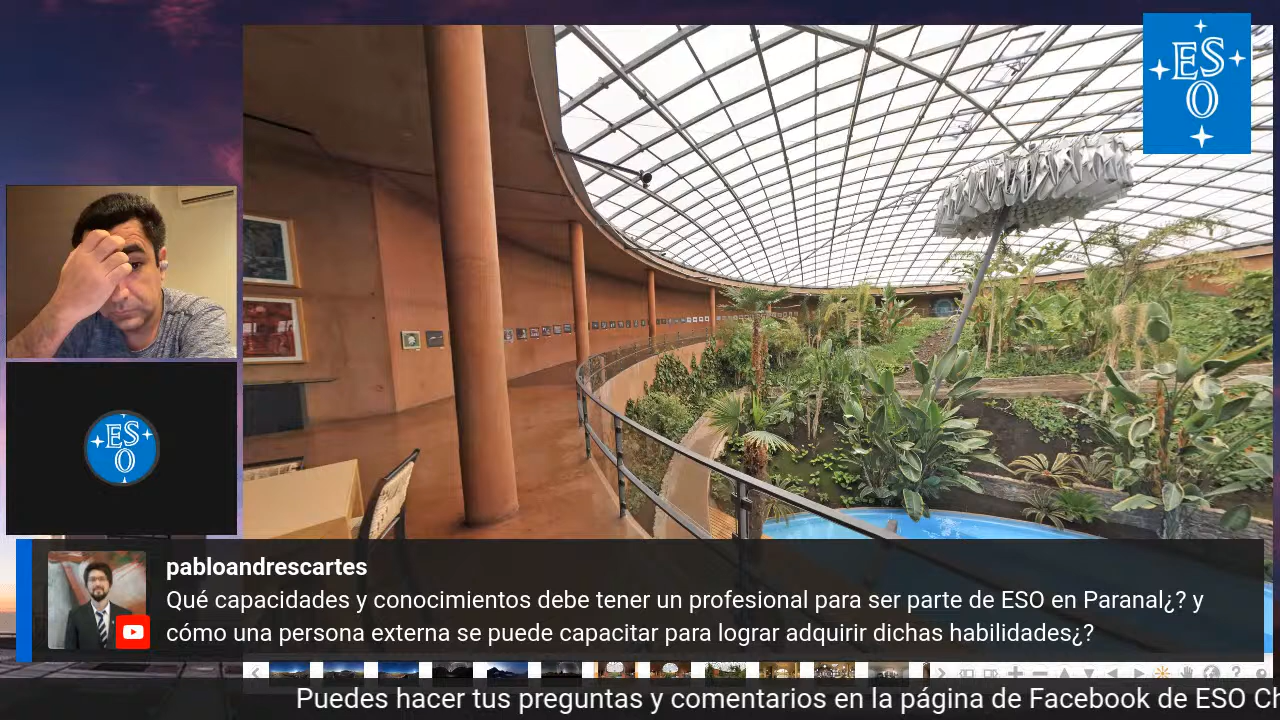 ESO
ESO
pabloandrescartes
Qué capacidades y conocimientos debe tener un profesional para ser parte de ESO en Paranal¿? y
cómo una persona externa se puede capacitar para lograr adquirir dichas habilidades¿?
Puedes hacer tus preguntas y comentarios en la página de Facebook de ESO Ch